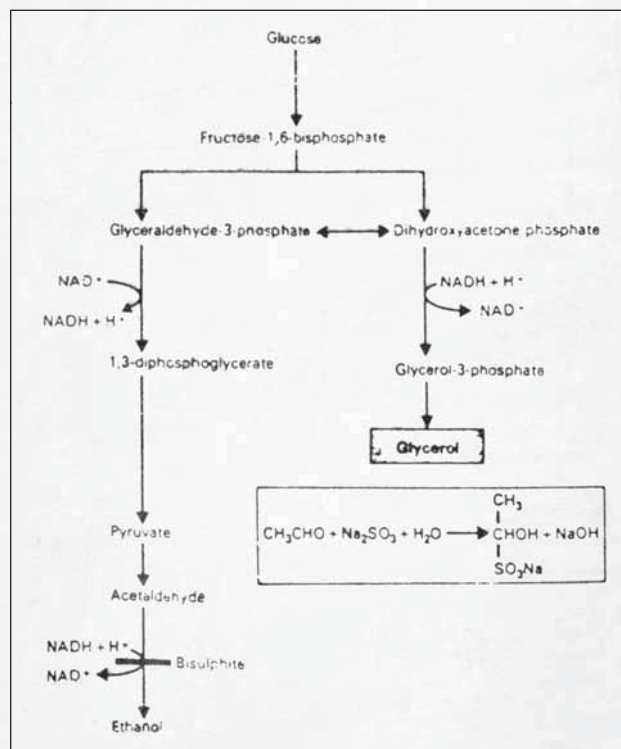 Glucose
Fructose-1,6-bisphosphate
Glyceraldehyde-3-phosphate Dihydroxyacetone phosphate
NAD⁺ NADH + H⁺
NADH + H⁺ NAD⁺
1,3-diphosphoglycerate Glycerol-3-phosphate
Glycerol
CH₃
CH₃CHO + Na₂SO₃ + H₂O CHOH + NaOH
SO₃Na
Pyruvate
Acetaldehyde
NADH + H⁺
Bisulphite
NAD⁺
Ethanol